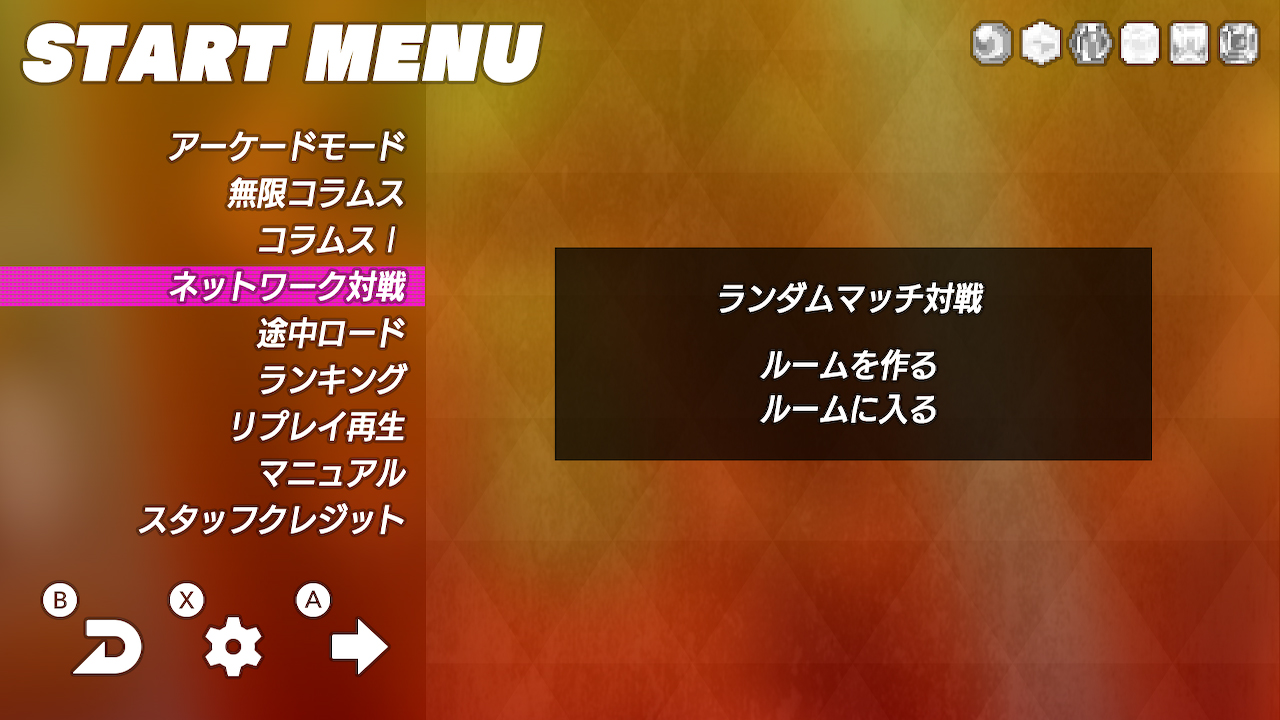 START MENU
アーケードモード
無限コラムス
コラムスⅠ
ネットワーク対戦
途中ロード
ランキング
リプレイ再生
マニュアル
スタッフクレジット
ランダムマッチ対戦
ルームを作る
ルームに入る
B X A